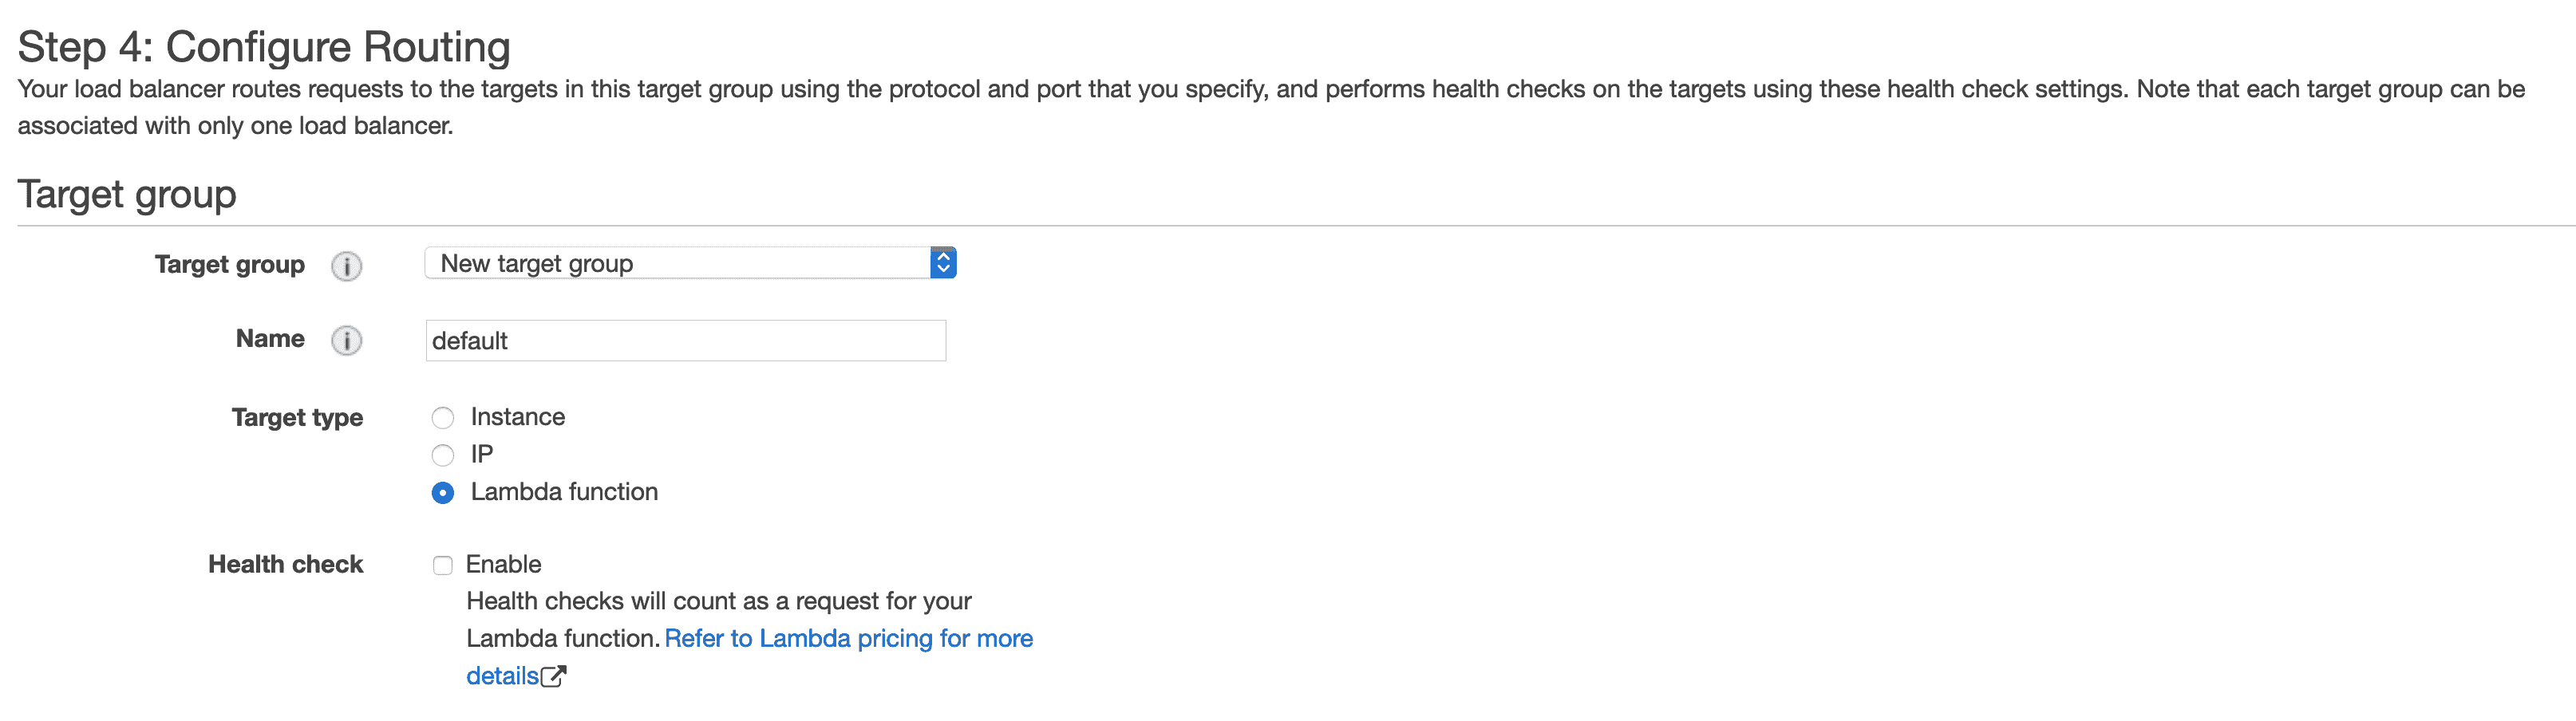 Step 4: Configure Routing
Your load balancer routes requests to the targets in this target group using the protocol and port that you specify, and performs health checks on the targets using these health check settings. Note that each target group can be
associated with only one load balancer.
Target group
Target group i New target group
Name i default
Target type Instance
IP
Lambda function
Health check Enable
Health checks will count as a request for your
Lambda function. Refer to Lambda pricing for more
details